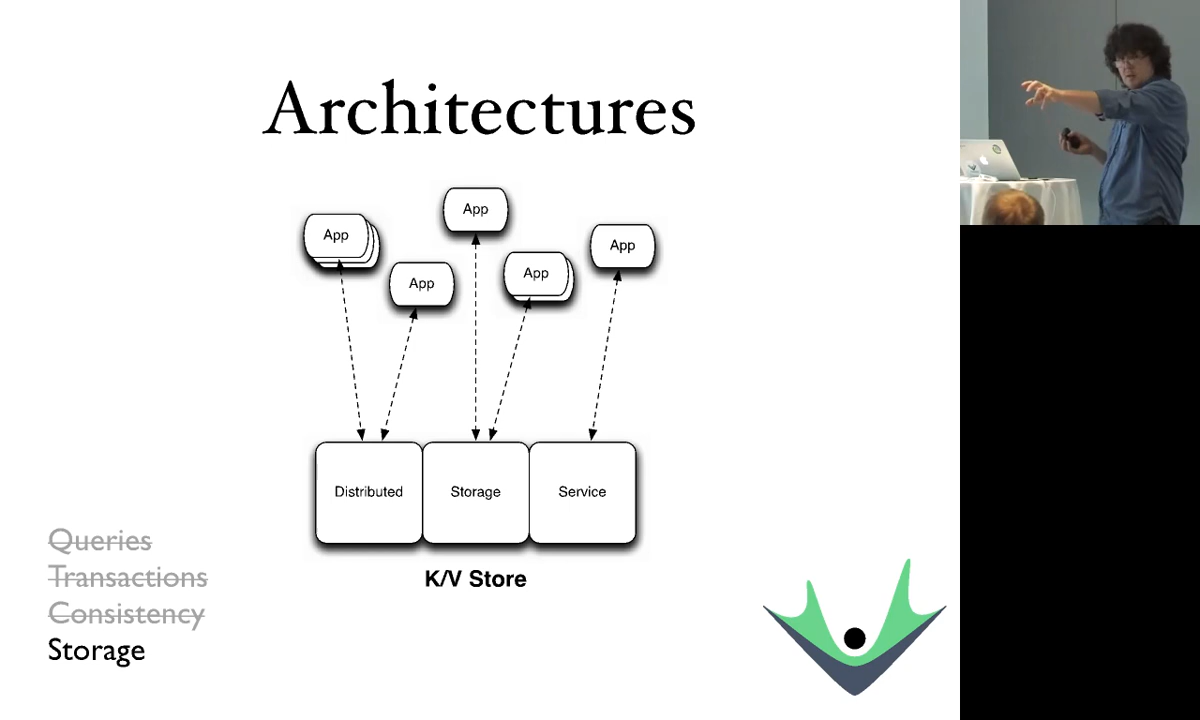 Architectures
App
App
App
App
App
Distributed
Storage
Service
K/V Store
Queries
Transactions
Consistency
Storage